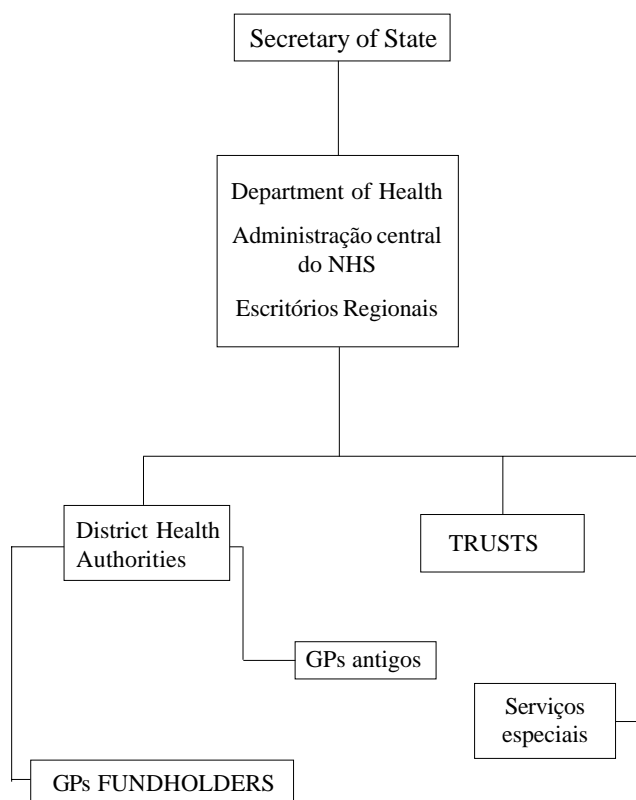 Secretary of State
Department of Health
Administração central
do NHS
Escritórios Regionais
District Health
Authorities
TRUSTS
GPs antigos
Serviços
especiais
GPs FUNDHOLDERS